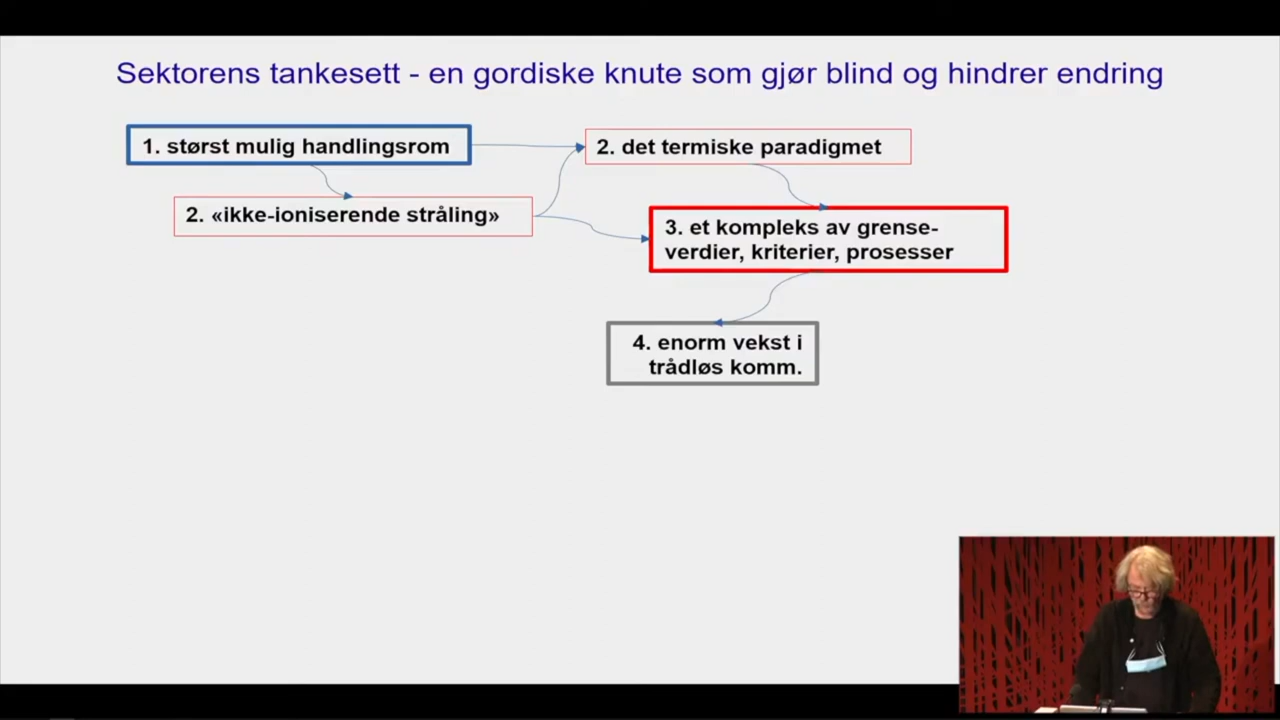 Sektorens tankesett - en gordiske knute som gjør blind og hindrer endring
1. størst mulig handlingsrom
2. det termiske paradigmet
2. «ikke-ioniserende stråling»
3. et kompleks av grense-
verdier, kriterier, prosesser
4. enorm vekst i
trådløs komm.